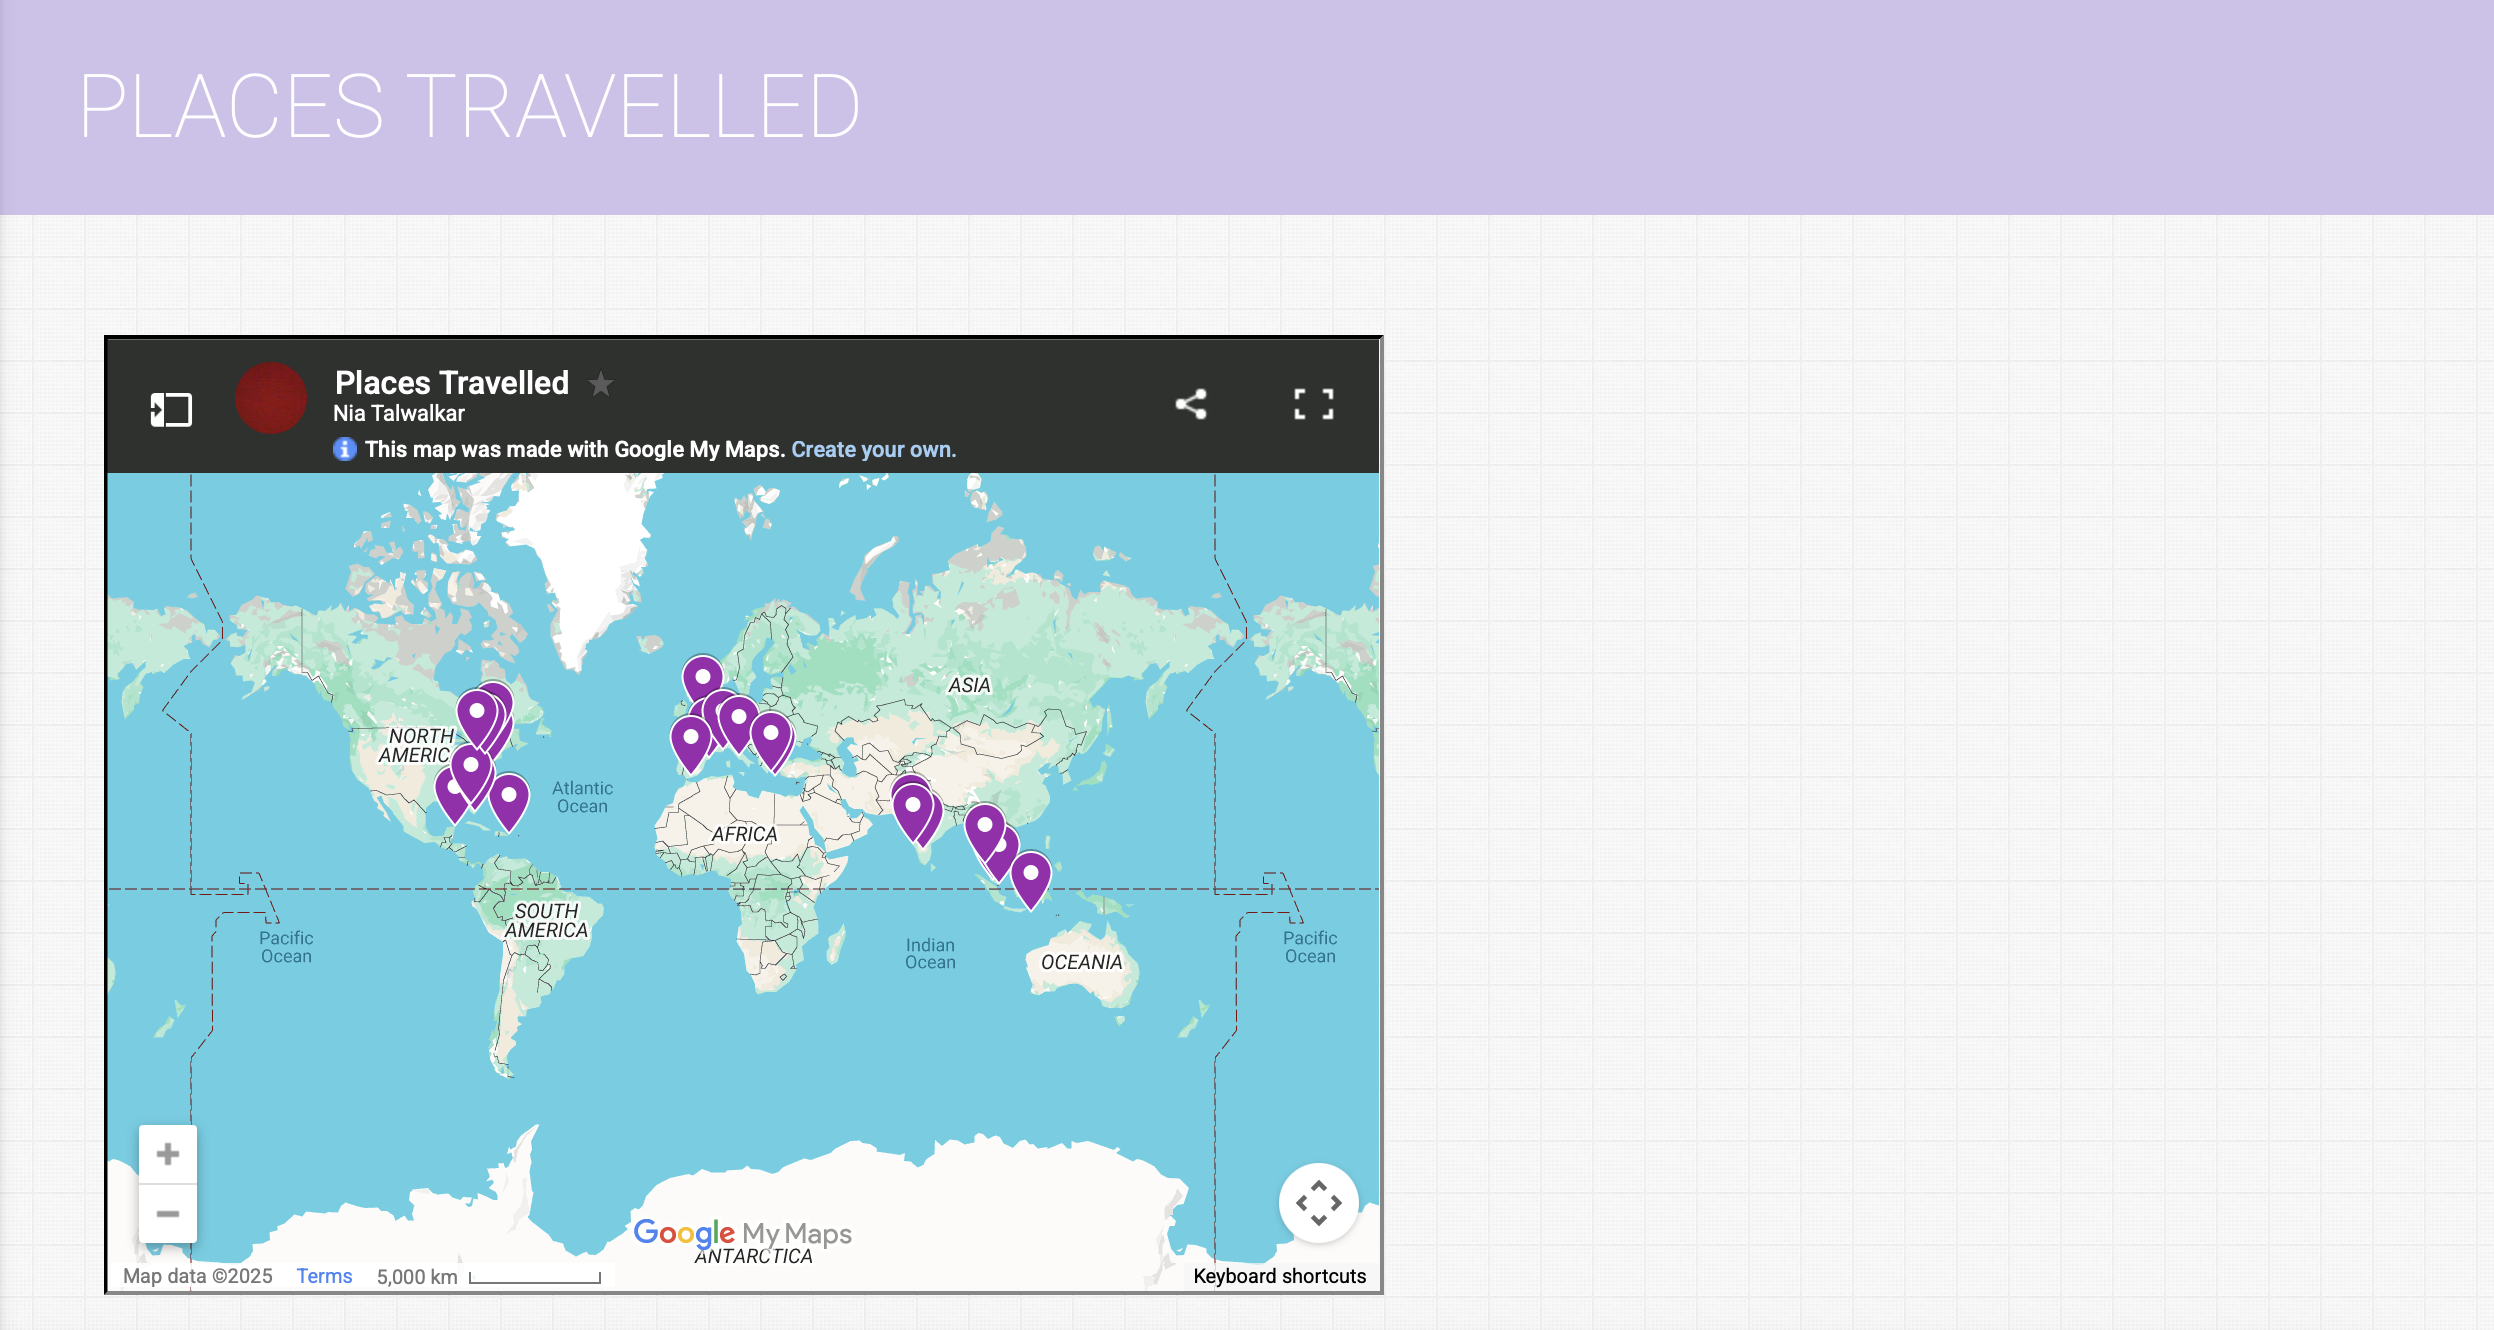 PLACES TRAVELLED
Places Travelled
Nia Talwalkar
This map was made with Google My Maps. Create your own.
ASIA
NORTH
AMERIC
Atlantic
Ocean
AFRICA
SOUTH
AMERICA
Pacific
Ocean
Indian
Ocean
OCEANIA
Pacific
Ocean
Google My Maps
ANTARCTICA
Map data ©2025 Terms 5,000 km
Keyboard shortcuts